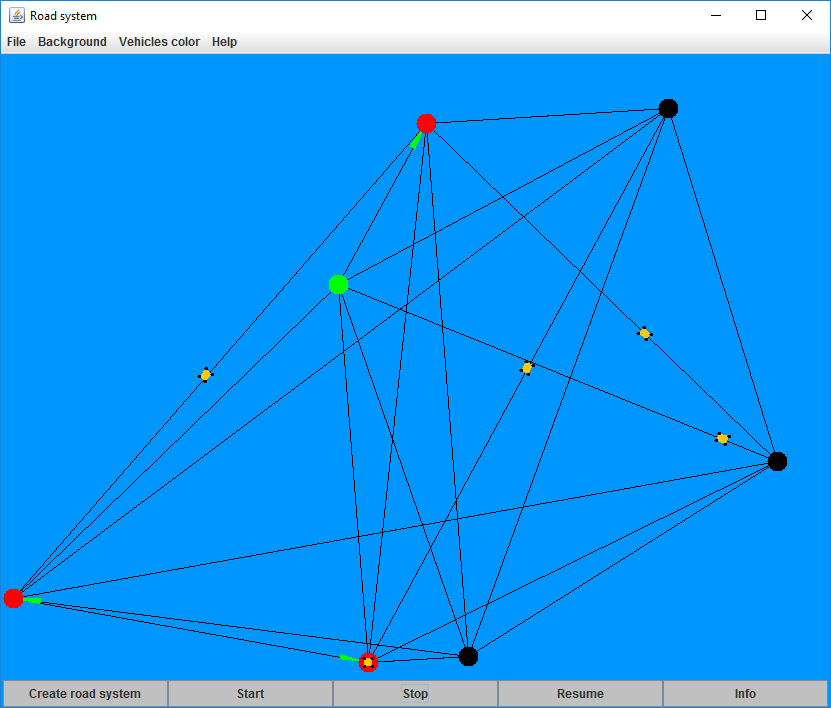 Road system
File Background Vehicles color Help
Create road system Start Stop Resume Info